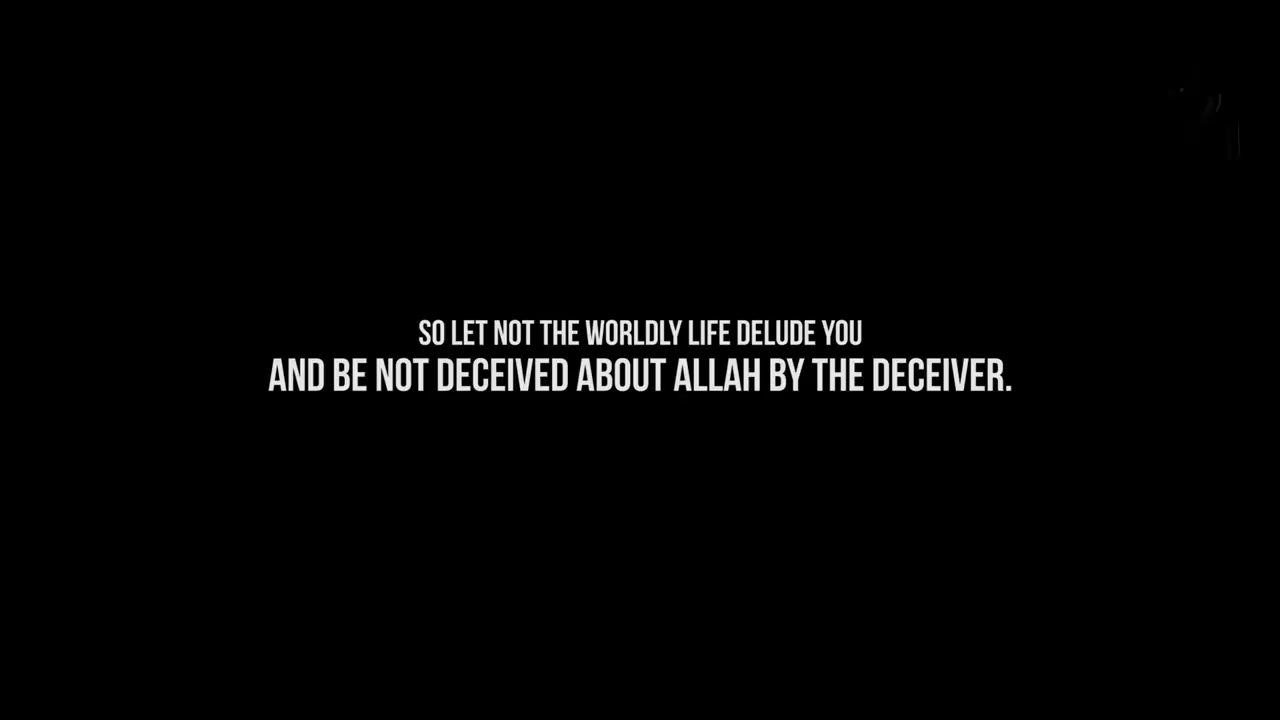 SO LET NOT THE WORLDLY LIFE DELUDE YOU
AND BE NOT DECEIVED ABOUT ALLAH BY THE DECEIVER.